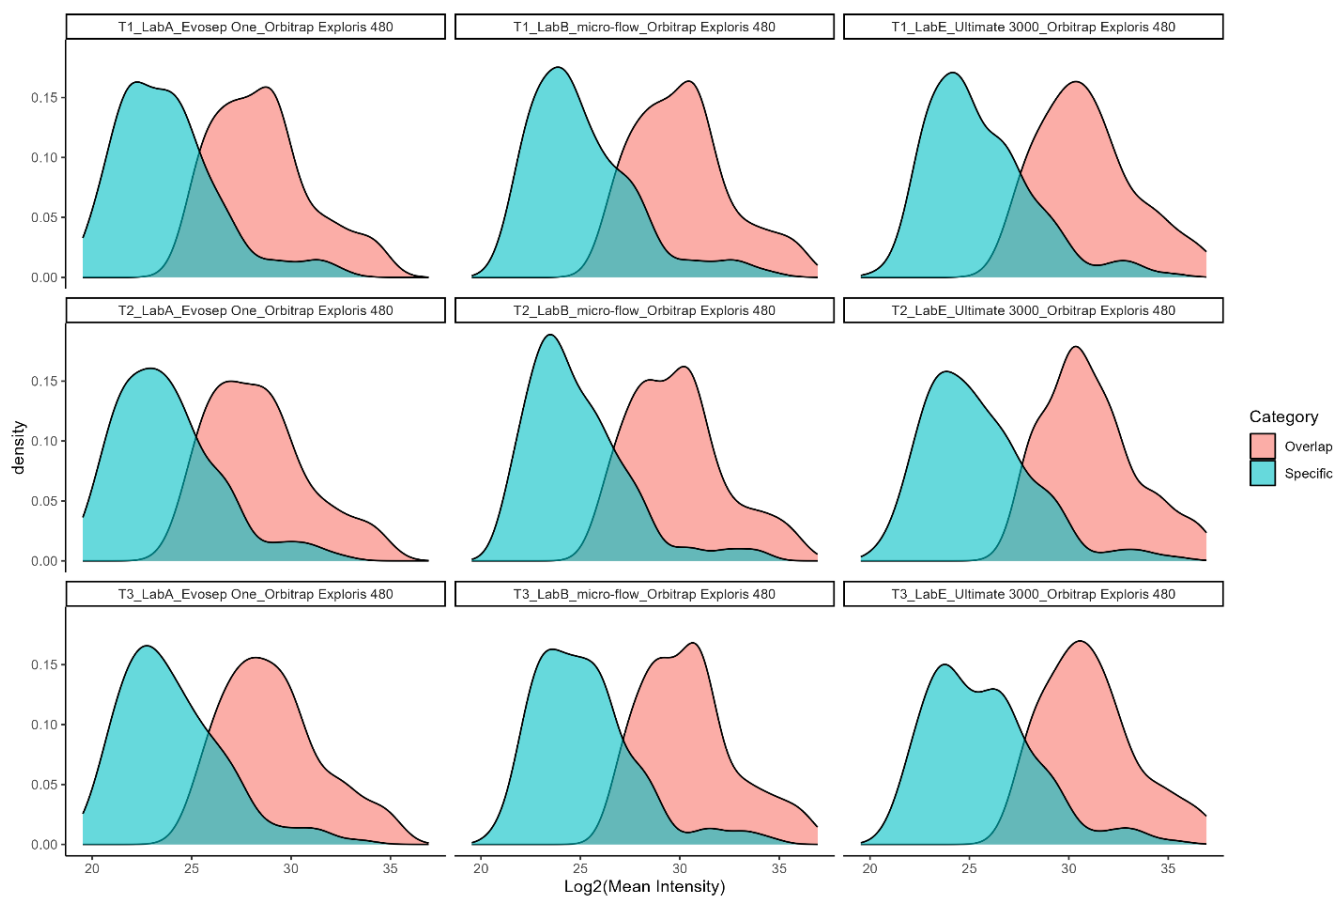 T1_LabA_Evosep One_Orbitrap Exploris 480
T1_LabB_micro-flow_Orbitrap Exploris 480
T1_LabE_Ultimate 3000_Orbitrap Exploris 480
0.15
0.10
0.05
0.00
T2_LabA_Evosep One_Orbitrap Exploris 480
T2_LabB_micro-flow_Orbitrap Exploris 480
T2_LabE_Ultimate 3000_Orbitrap Exploris 480
0.15
0.10
0.05
0.00
density
Category
Overlap
Specific
T3_LabA_Evosep One_Orbitrap Exploris 480
T3_LabB_micro-flow_Orbitrap Exploris 480
T3_LabE_Ultimate 3000_Orbitrap Exploris 480
0.15
0.10
0.05
0.00
20 25 30 35
20 25 30 35
20 25 30 35
Log2(Mean Intensity)